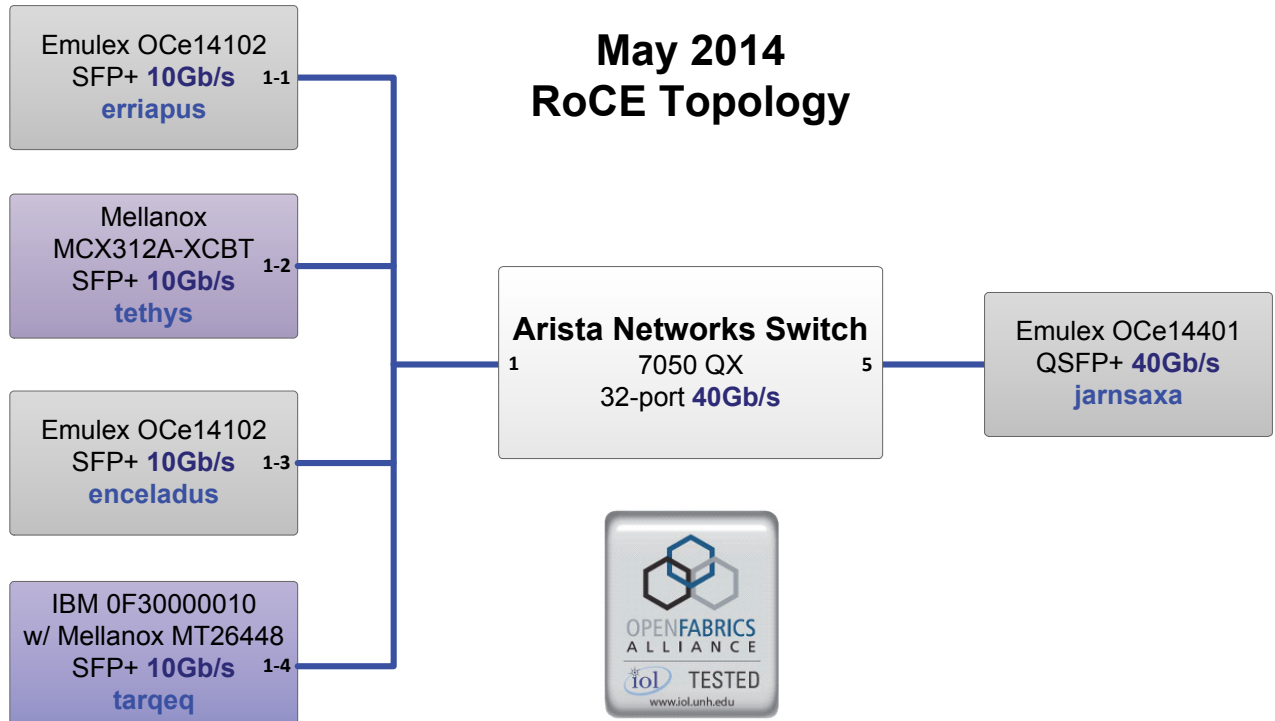 May 2014
RoCE Topology
Emulex OCe14102
SFP+ 10Gb/s 1-1
erriapus
Mellanox
MCX312A-XCBT
1-2
SFP+ 10Gb/s
tethys
Emulex OCe14102
SFP+ 10Gb/s 1-3
enceladus
IBM 0F30000010
w/ Mellanox MT26448
SFP+ 10Gb/s 1-4
tarqeq
Arista Networks Switch
1 7050 QX 5
32-port 40Gb/s
Emulex OCe14401
QSFP+ 40Gb/s
jarnsaxa
OPENFABRICS
ALLIANCE
iol TESTED
www.iol.unh.edu